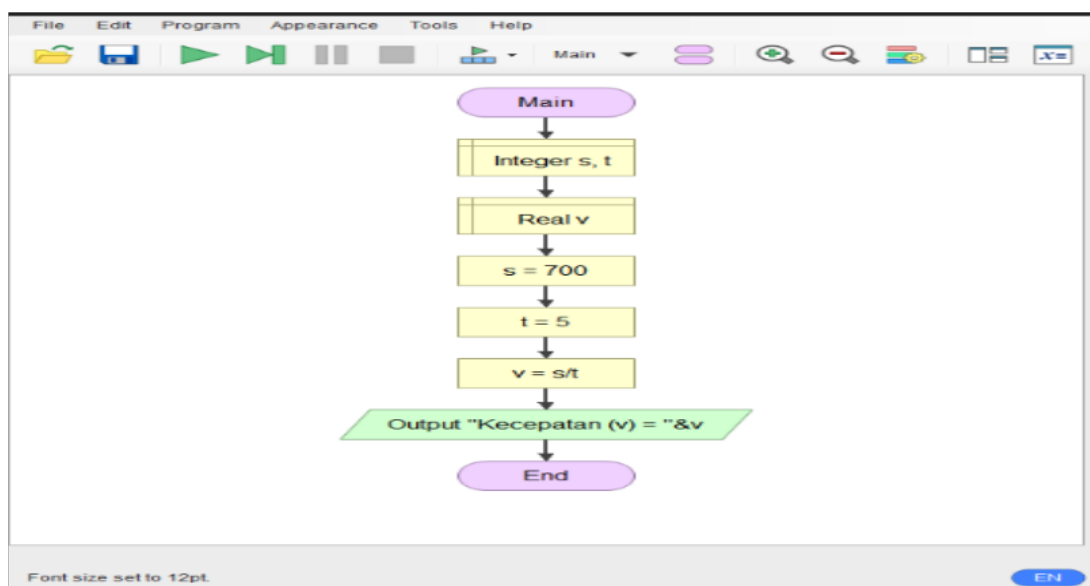 File Edit Program Appearance Tools Help
Main
x=
Main
Integer s, t
Real v
s = 700
t = 5
v = s/t
Output "Kecepatan (v) = "&v
End
Font size set to 12pt.
EN